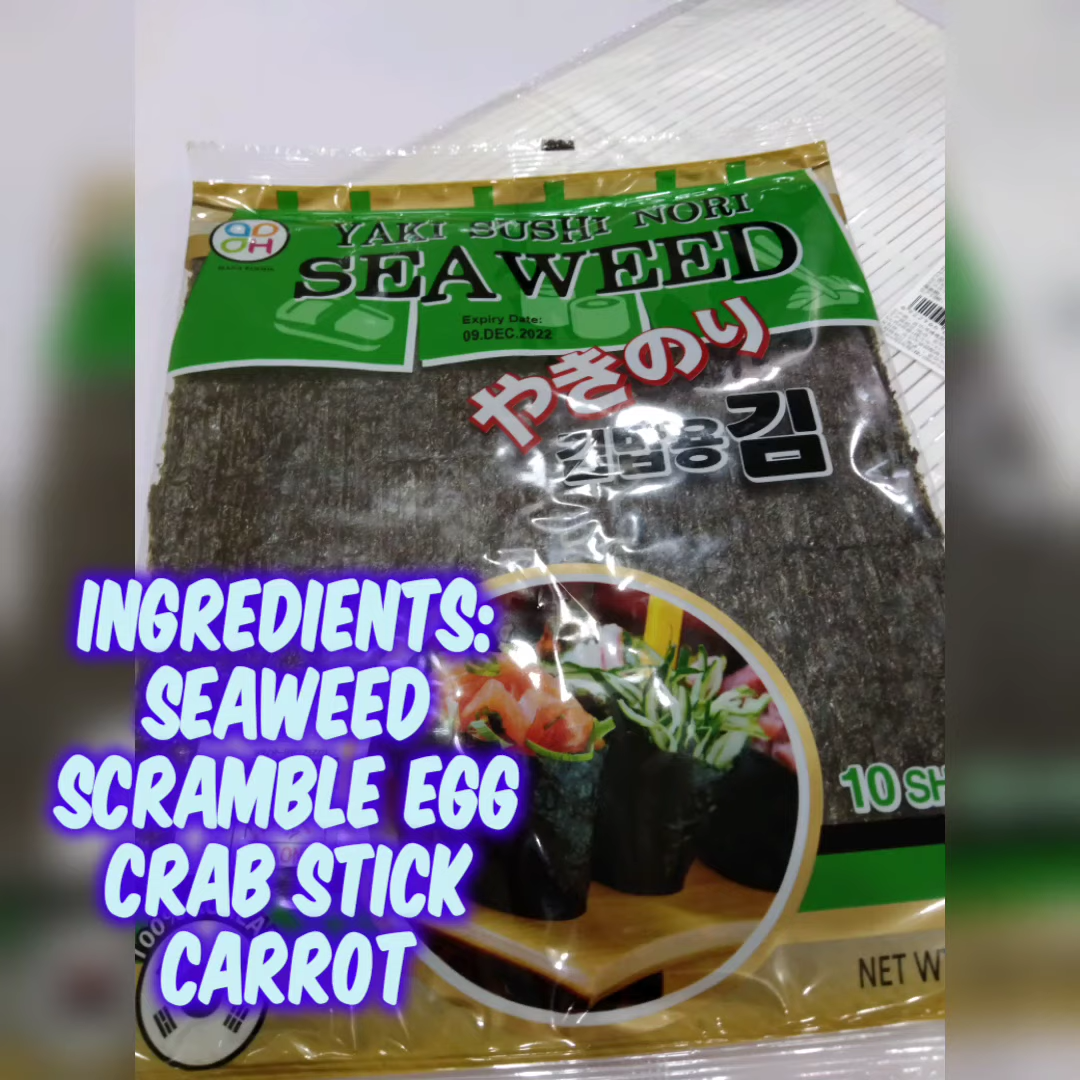 YAKI SUSHI NORI
SEAWEED
Expiry Date:
09.DEC.2022
やきのり
김밥용김
INGREDIENTS:
SEAWEED
SCRAMBLE EGG
CRAB STICK
CARROT
10 SH
100%
NET W